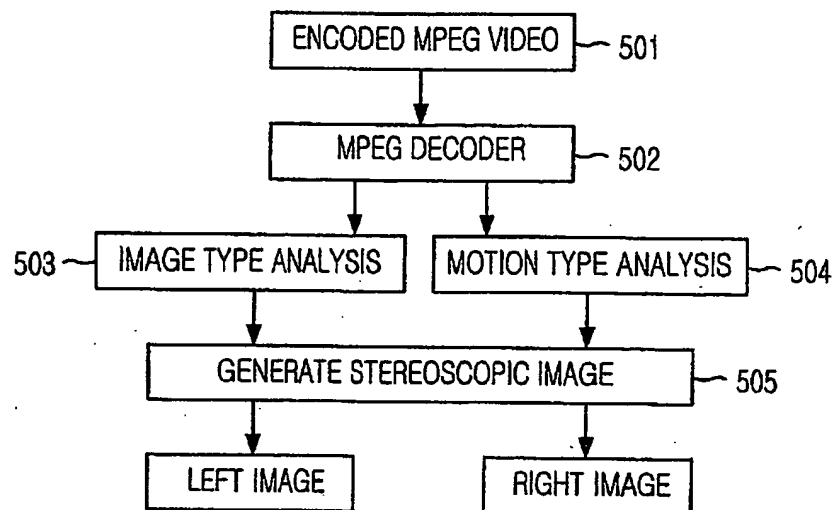 ENCODED MPEG VIDEO 501
MPEG DECODER 502
503 IMAGE TYPE ANALYSIS MOTION TYPE ANALYSIS 504
GENERATE STEREOSCOPIC IMAGE 505
LEFT IMAGE RIGHT IMAGE